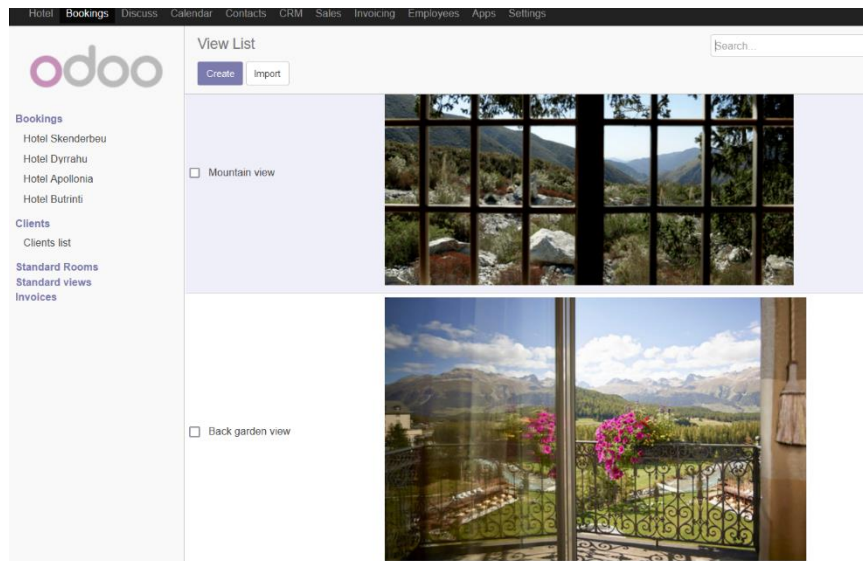 Hotel Bookings Discuss Calendar Contacts CRM Sales Invoicing Employees Apps Settings
odoo
View List
Search...
Create Import
Bookings
Hotel Skenderbeu
Hotel Dyrrahu
Hotel Apollonia
Hotel Butrinti
Clients
Clients list
Standard Rooms
Standard views
Invoices
Mountain view
Back garden view